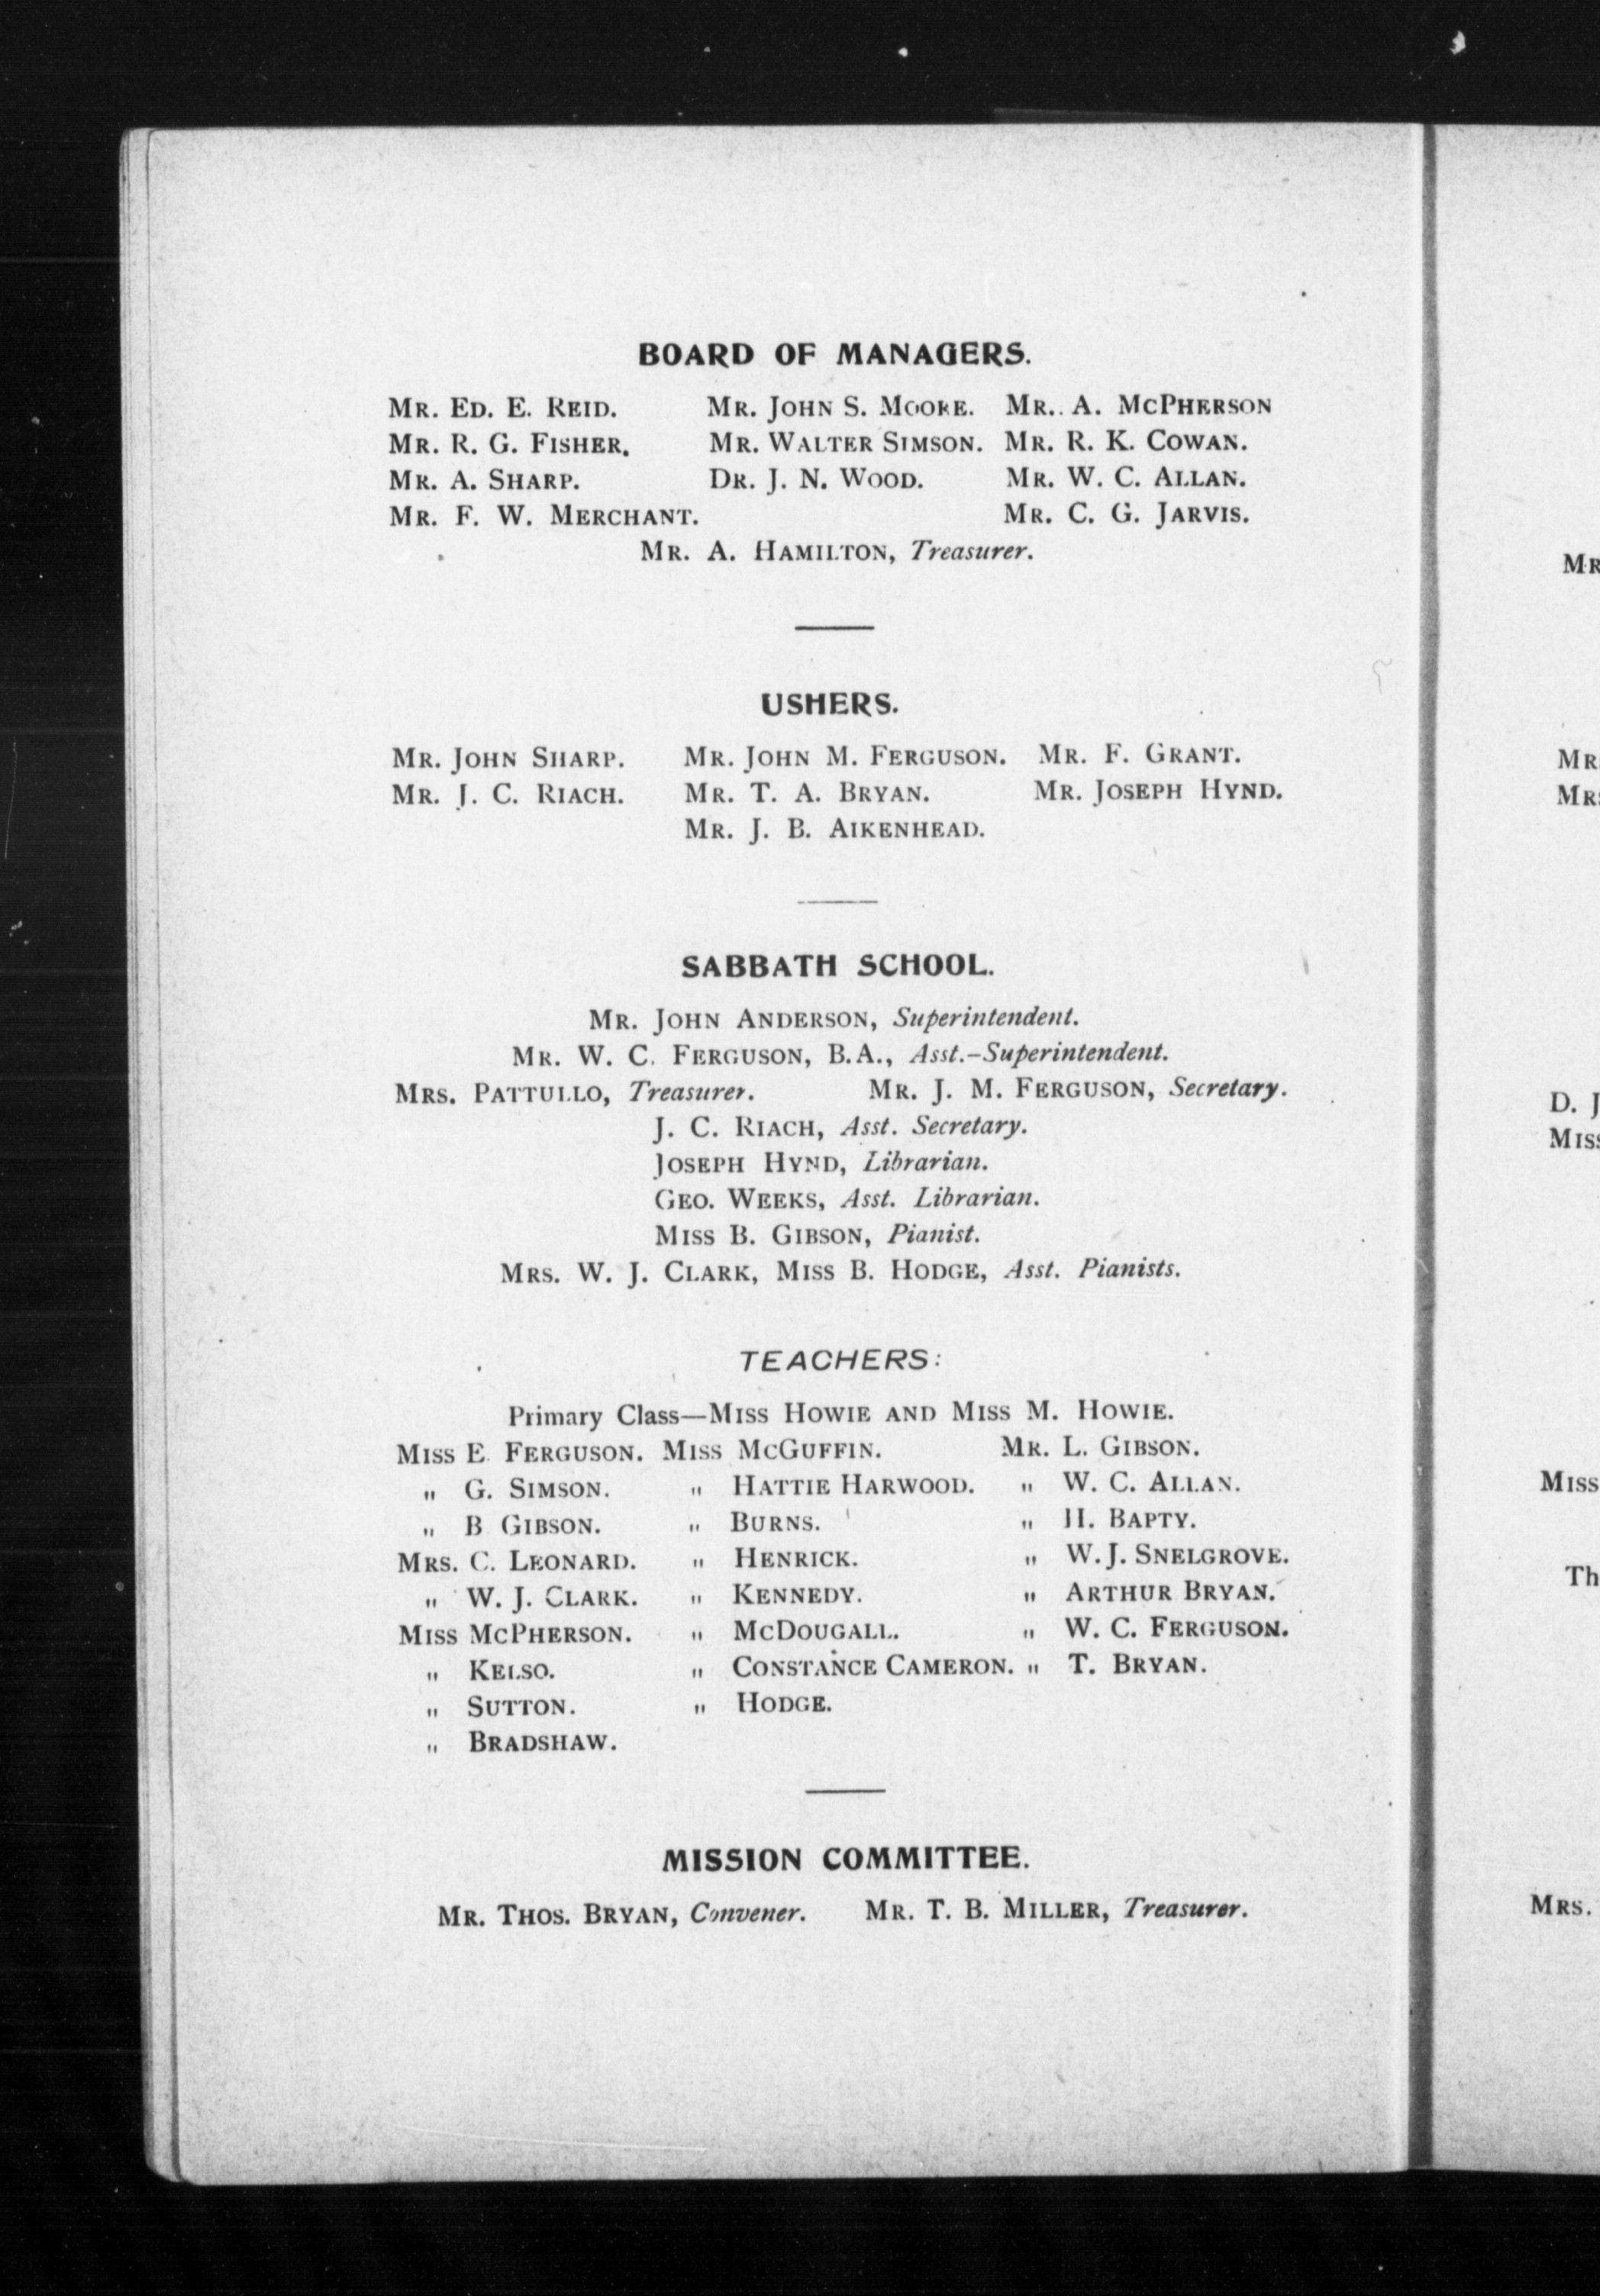 BOARD OF MANAGERS.
Mr. Ed. E. Reid. Mr. John S. Moore. Mr. A. McPherson
Mr. R. G. Fisher. Mr. Walter Simson. Mr. R. K. Cowan.
Mr. A. Sharp. Dr. J. N. Wood. Mr. W. C. Allan.
Mr. F. W. Merchant. Mr. C. G. Jarvis.
Mr. A. Hamilton, Treasurer.
USHERS.
Mr. John Sharp. Mr. John M. Ferguson. Mr. F. Grant.
Mr. J. C. Riach. Mr. T. A. Bryan. Mr. Joseph Hynd.
Mr. J. B. Aikenhead.
SABBATH SCHOOL.
Mr. John Anderson, Superintendent.
Mr. W. C. Ferguson, B.A., Asst.-Superintendent.
Mrs. Pattullo, Treasurer. Mr. J. M. Ferguson, Secretary.
J. C. Riach, Asst. Secretary.
Joseph Hynd, Librarian.
Geo. Weeks, Asst. Librarian.
Miss B. Gibson, Pianist.
Mrs. W. J. Clark, Miss B. Hodge, Asst. Pianists.
TEACHERS:
Primary Class—Miss Howie and Miss M. Howie.
Miss E. Ferguson. Miss McGuffin. Mr. L. Gibson.
" G. Simson. " Hattie Harwood. " W. C. Allan.
" B Gibson. " Burns. " H. Bapty.
Mrs. C. Leonard. " Henrick. " W. J. Snelgrove.
" W. J. Clark. " Kennedy. " Arthur Bryan.
Miss McPherson. " McDougall. " W. C. Ferguson.
" Kelso. " Constance Cameron. " T. Bryan.
" Sutton. " Hodge.
" Bradshaw.
MISSION COMMITTEE.
Mr. Thos. Bryan, Convener. Mr. T. B. Miller, Treasurer.
D. J
Miss
Th
Mrs.